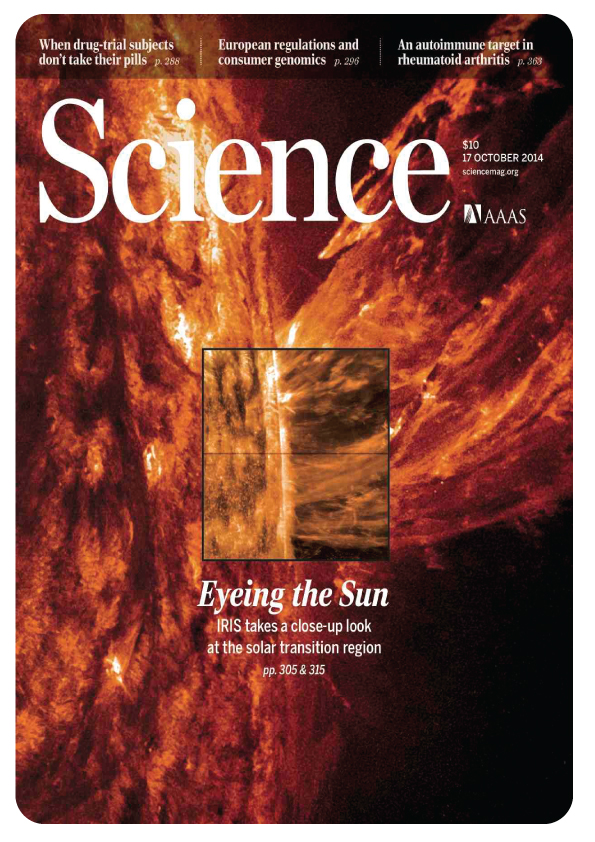 When drug-trial subjects
don't take their pills p. 288
European regulations and
consumer genomics p. 296
An autoimmune target in
rheumatoid arthritis p. 363
Science
$10
17 OCTOBER 2014
sciencemag.org
AAAS
Eyeing the Sun
IRIS takes a close-up look
at the solar transition region
pp. 305 & 315